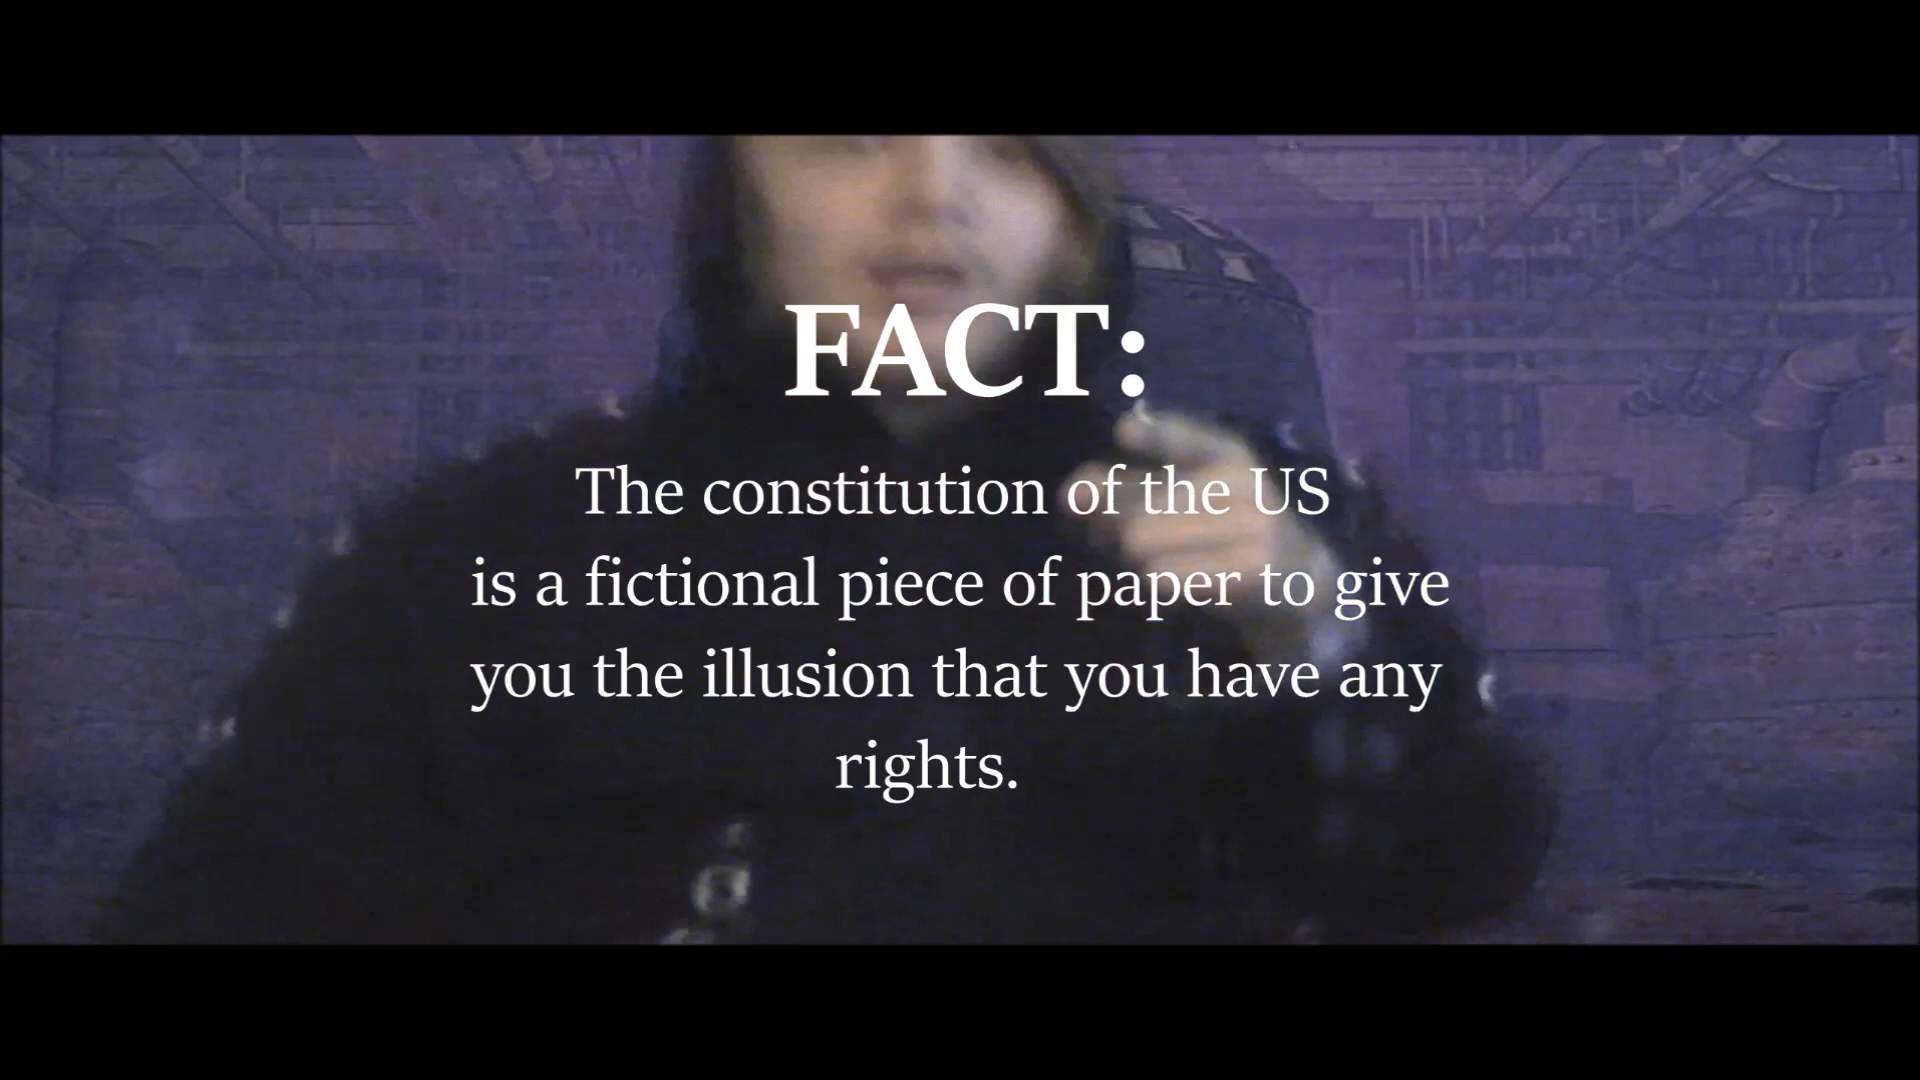 FACT:
The constitution of the US
is a fictional piece of paper to give
you the illusion that you have any
rights.